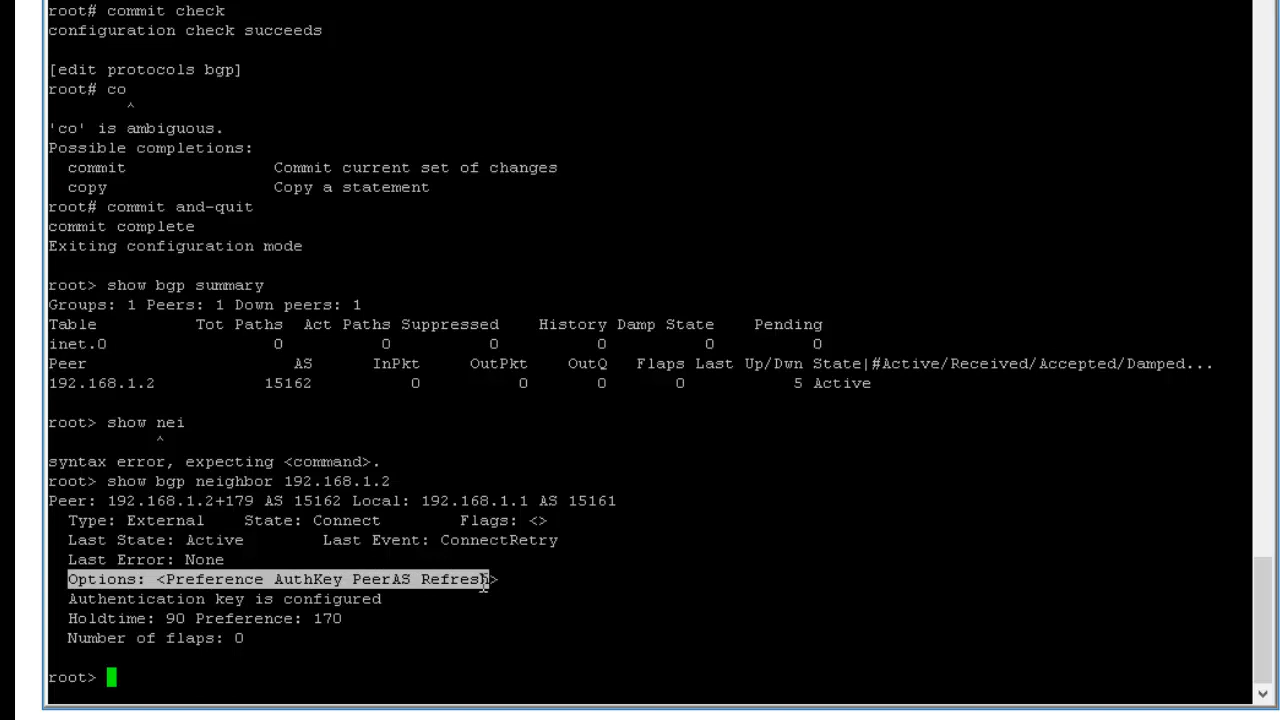 root# commit check
configuration check succeeds
[edit protocols bgp]
root# co
^
'co' is ambiguous.
Possible completions:
commit Commit current set of changes
copy Copy a statement
root# commit and-quit
commit complete
Exiting configuration mode
root> show bgp summary
Groups: 1 Peers: 1 Down peers: 1
Table Tot Paths Act Paths Suppressed History Damp State Pending
inet.0 0 0 0 0 0 0
Peer AS InPkt OutPkt OutQ Flaps Last Up/Dwn State|#Active/Received/Accepted/Damped...
192.168.1.2 15162 0 0 0 0 5 Active
root> show nei
^
syntax error, expecting <command>.
root> show bgp neighbor 192.168.1.2
Peer: 192.168.1.2+179 AS 15162 Local: 192.168.1.1 AS 15161
Type: External State: Connect Flags: <>
Last State: Active Last Event: ConnectRetry
Last Error: None
Options: <Preference AuthKey PeerAS Refresh>
Authentication key is configured
Holdtime: 90 Preference: 170
Number of flaps: 0
root>